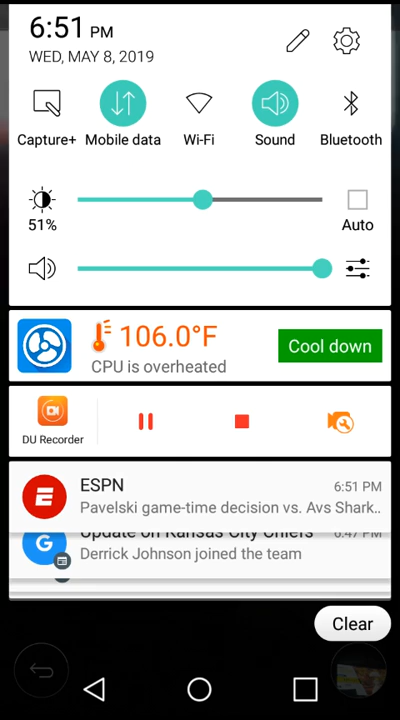 6:51 PM
WED, MAY 8, 2019
Capture+ Mobile data Wi-Fi Sound Bluetooth
51% Auto
106.0°F
CPU is overheated
Cool down
DU Recorder
ESPN 6:51 PM
Pavelski game-time decision vs. Avs Shark..
Update on Kansas City Chiefs 6:47 PM
G
Derrick Johnson joined the team
Clear